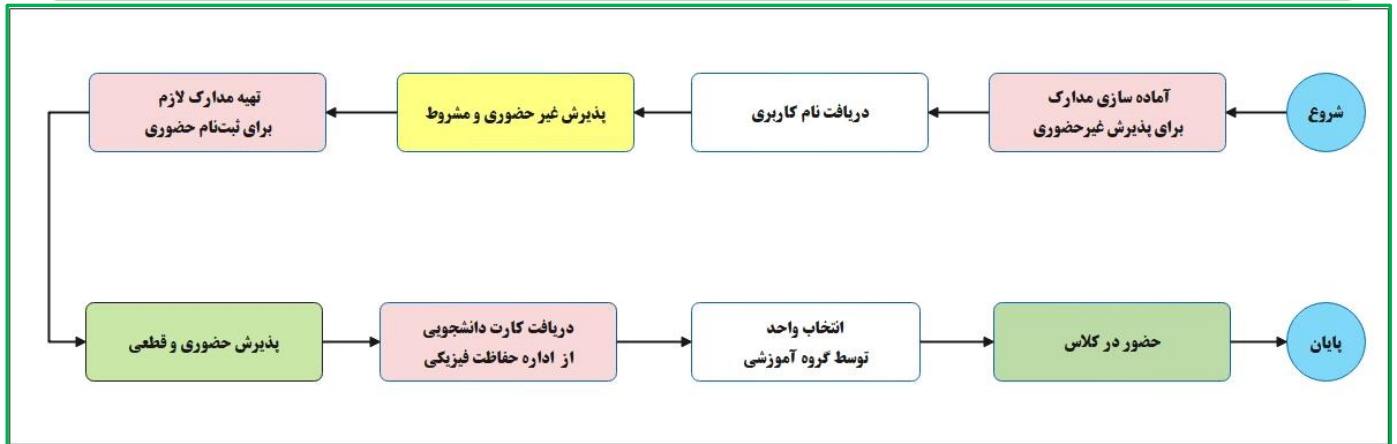 شروع
آماده سازی مدارک
برای پذیرش غیرحضوری
دریافت نام کاربری
پذیرش غیر حضوری و مشروط
تهیه مدارک لازم
برای ثبت‌نام حضوری
پذیرش حضوری و قطعی
دریافت کارت دانشجویی
از اداره حفاظت فیزیکی
انتخاب واحد
توسط گروه آموزشی
حضور در کلاس
پایان